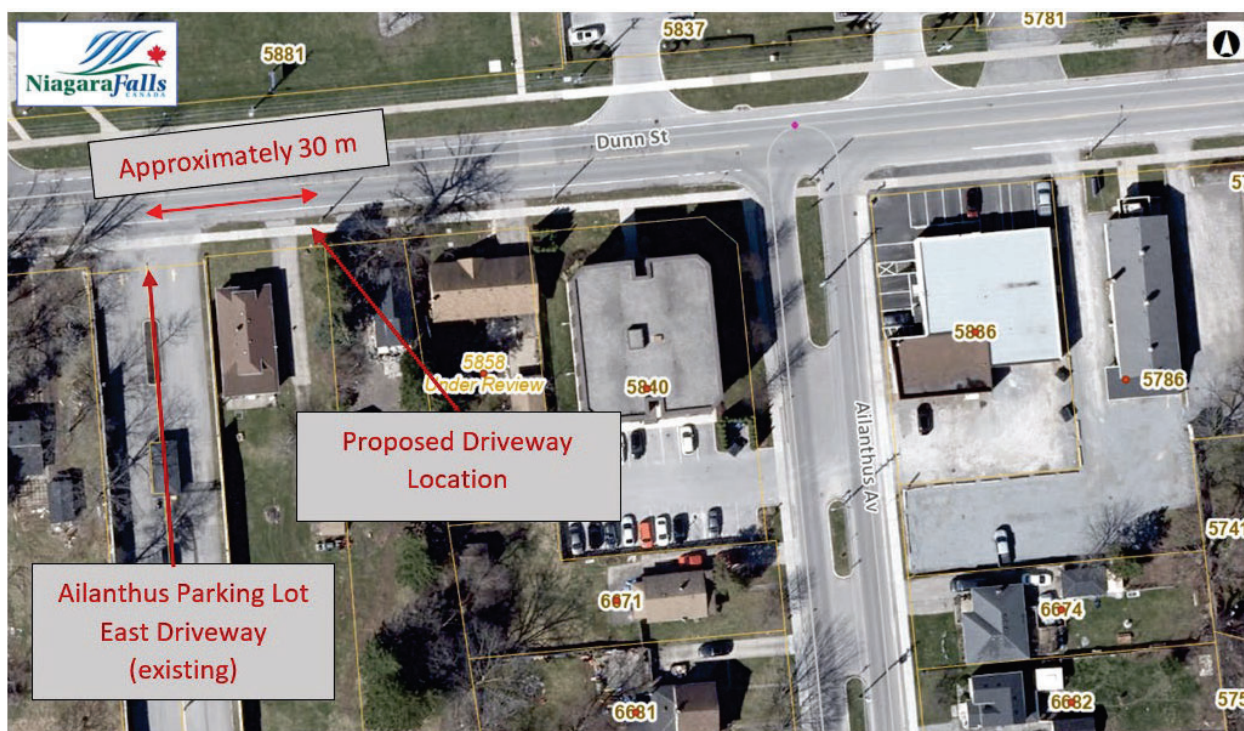 5881
5837
5781
NiagaraFalls
CANADA
Approximately 30 m
Dunn St
5886
5858
Under Review
5840
5786
Ailanthus Av
Proposed Driveway
Location
5741
Ailanthus Parking Lot
East Driveway
(existing)
6671
6674
6681
6682